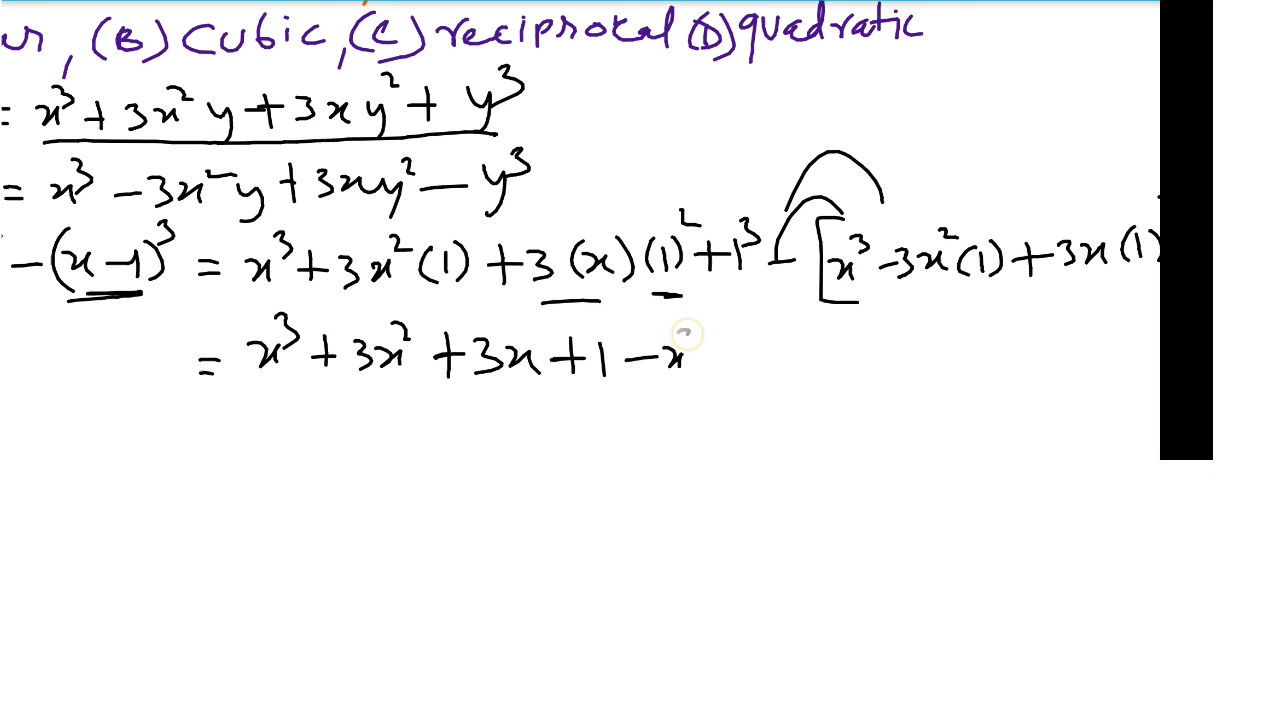 (B) Cubic, (C) reciprokal (D) quadratic
= x³ + 3x²y + 3xy² + y³
= x³ - 3x²y + 3xy² - y³
- (x - 1)³ = x³ + 3x²(1) + 3(x)(1)² + 1³ - [x³ - 3x²(1) + 3x(1)
= x³ + 3x² + 3x + 1 - x